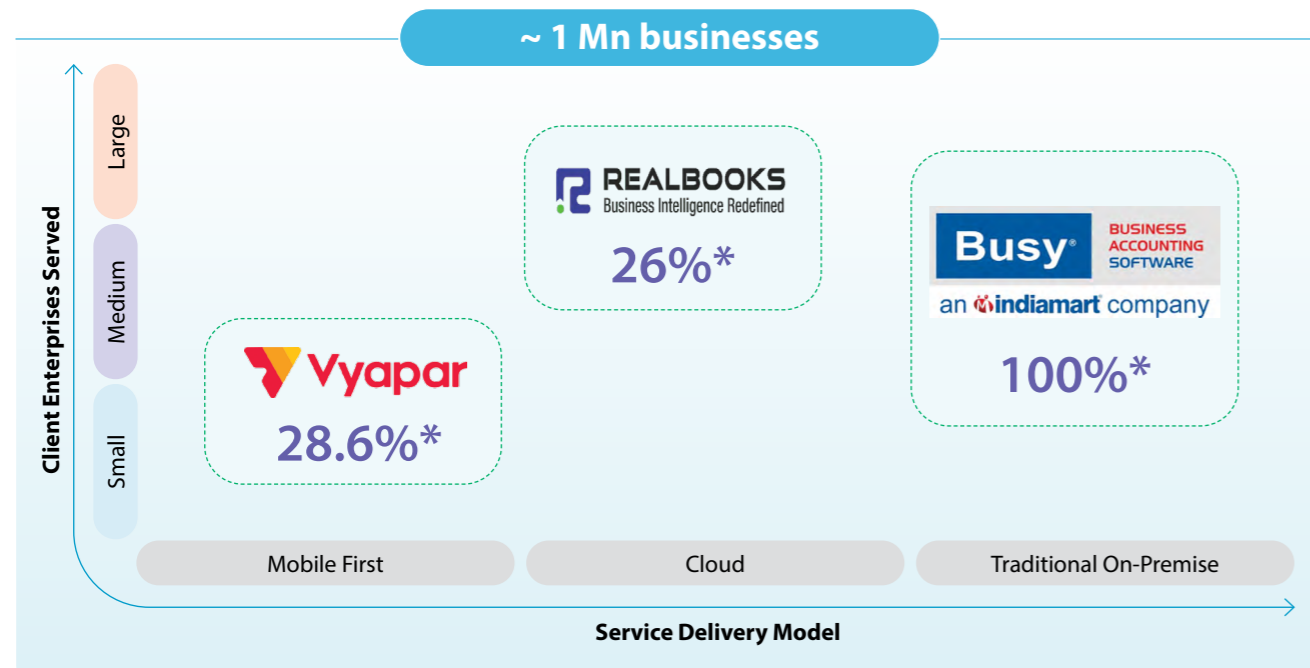 ~ 1 Mn businesses
Client Enterprises Served
Large
Medium
Small
REALBOOKS
Business Intelligence Redefined
26%*
Busy®
BUSINESS
ACCOUNTING
SOFTWARE
an indiamart company
100%*
Vyapar
28.6%*
Mobile First
Cloud
Traditional On-Premise
Service Delivery Model